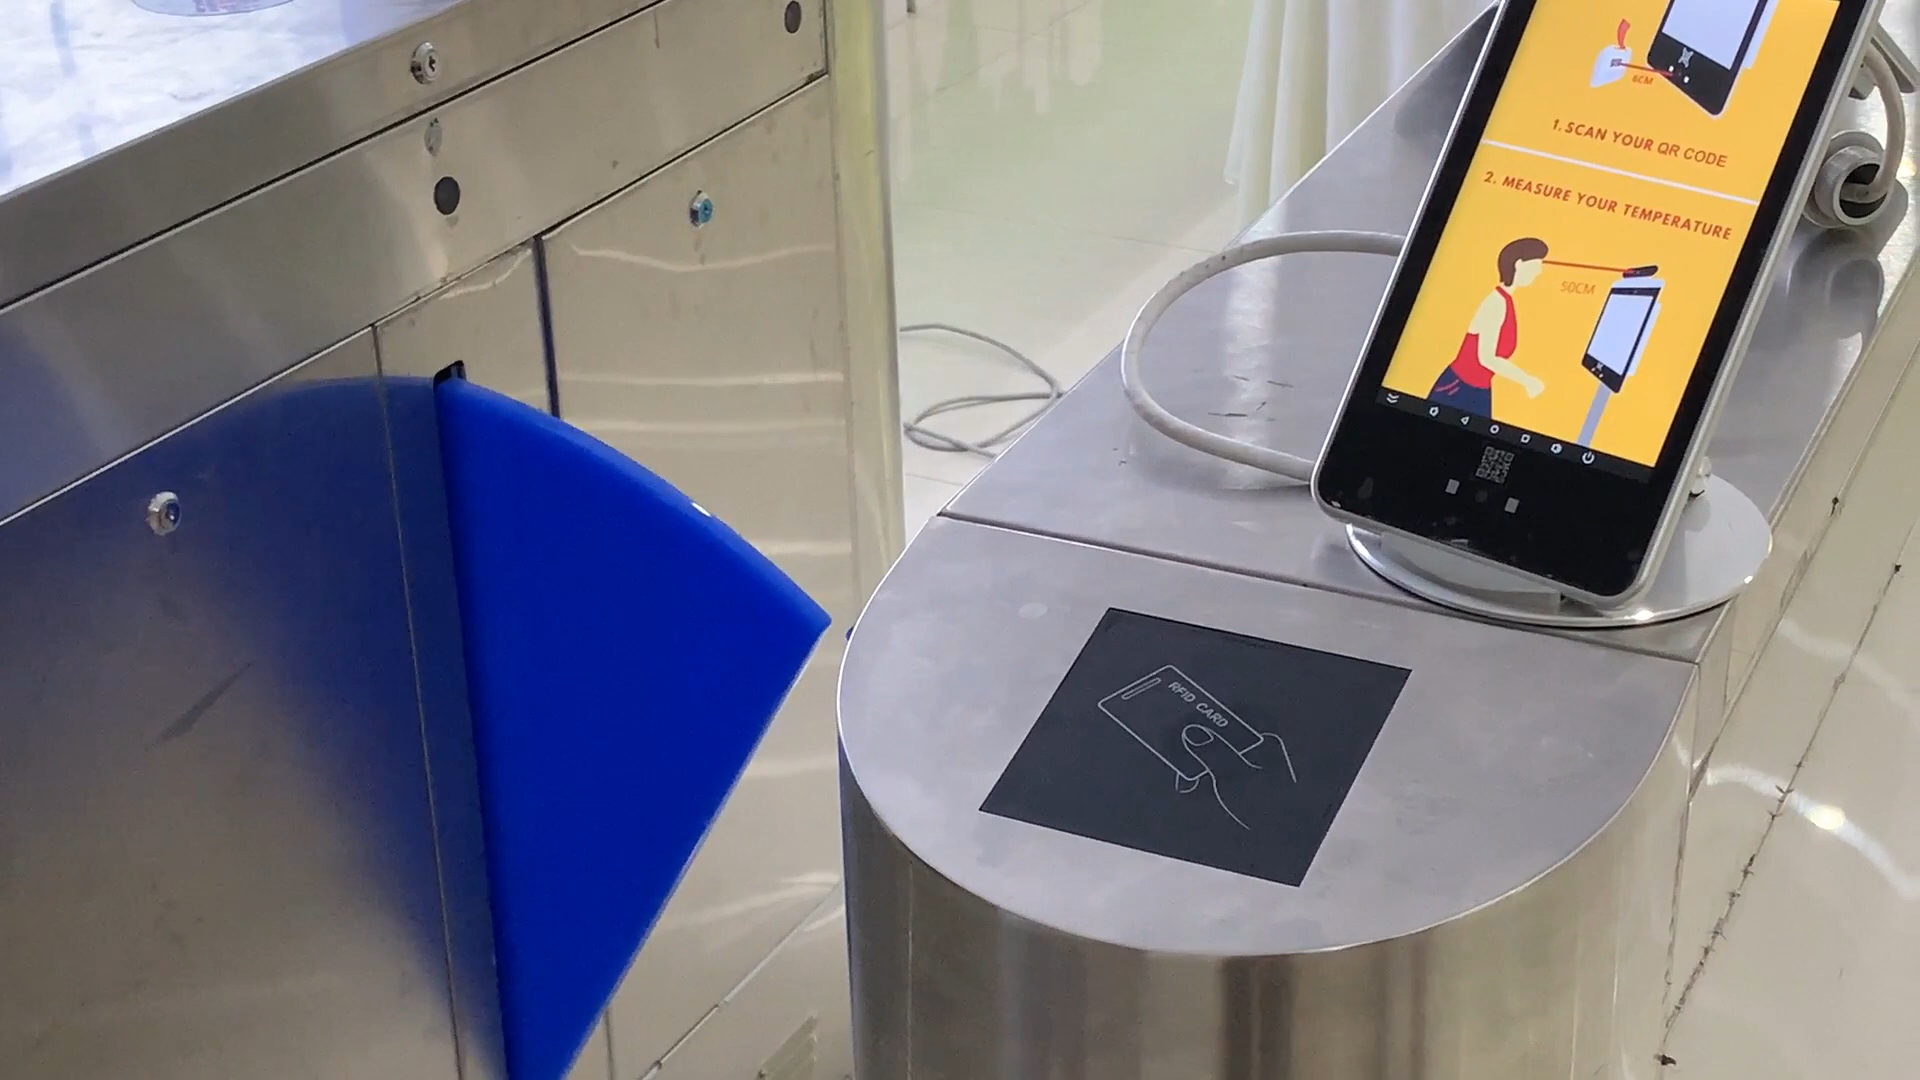 6CM
1. SCAN YOUR QR CODE
2. MEASURE YOUR TEMPERATURE
50CM
RFID CARD